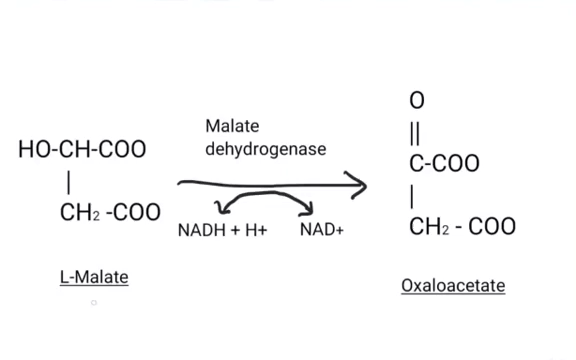 O
||
Malate
dehydrogenase
HO-CH-COO
|
CH2 -COO
C-COO
|
CH2 - COO
NADH + H+ NAD+
L-Malate
Oxaloacetate